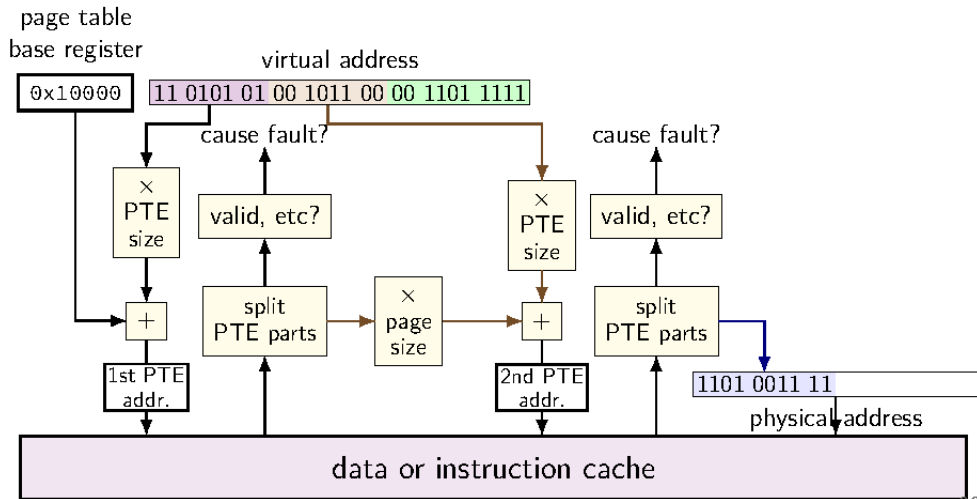 page table
base register
0x10000
virtual address
11 0101 01 00 1011 00 00 1101 1111
cause fault?
cause fault?
×
PTE
size
valid, etc?
×
PTE
size
valid, etc?
+
split
PTE parts
×
page
size
+
split
PTE parts
1st PTE
addr.
2nd PTE
addr.
1101 0011 11
physical address
data or instruction cache